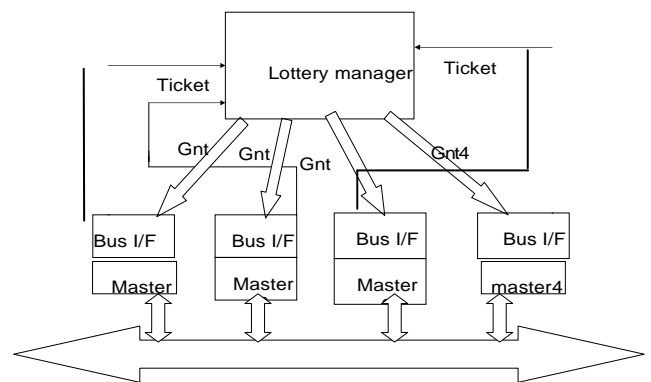 Lottery manager
Ticket
Ticket
Gnt
Gnt
Gnt
Gnt4
Bus I/F
Bus I/F
Bus I/F
Bus I/F
Master
Master
Master
master4